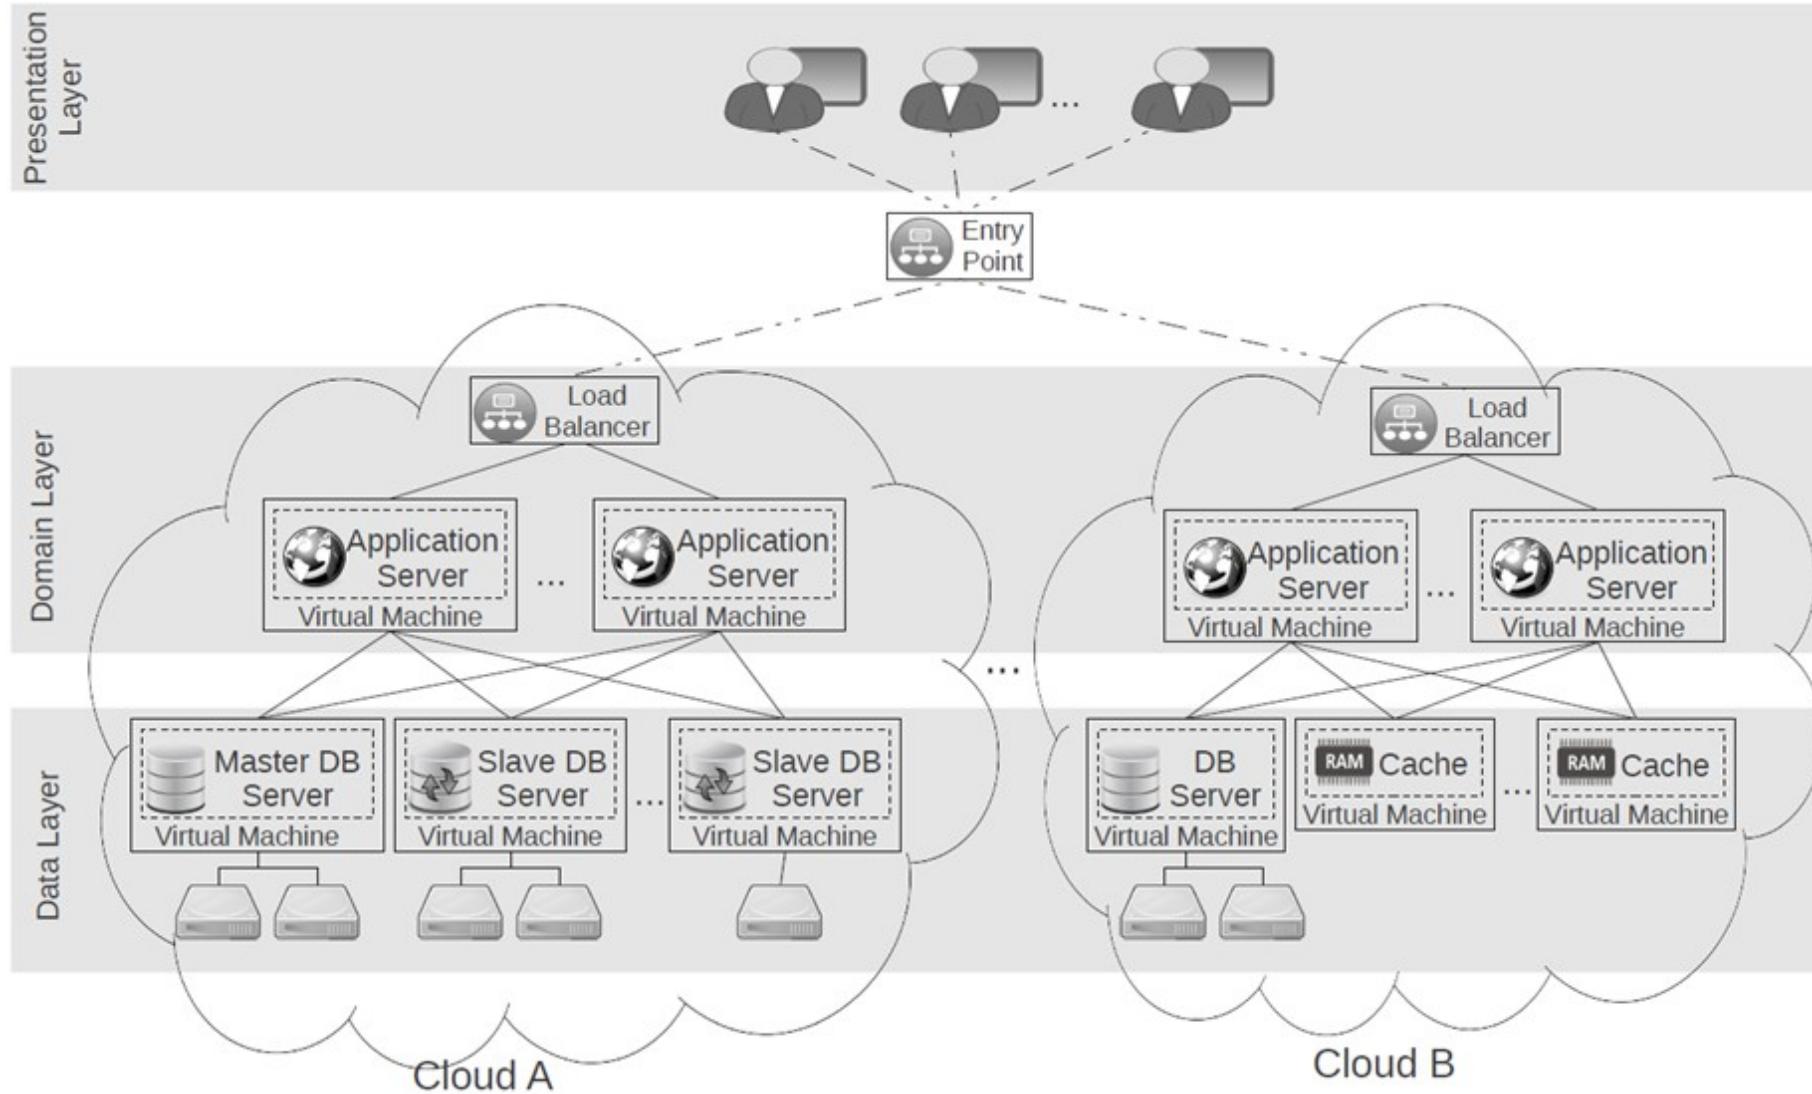 Presentation
Layer
...
Entry
Point
Load
Balancer
Load
Balancer
Domain Layer
Application
Server
Virtual Machine
...
Application
Server
Virtual Machine
Application
Server
Virtual Machine
...
Application
Server
Virtual Machine
...
Data Layer
Master DB
Server
Virtual Machine
Slave DB
Server
Virtual Machine
...
Slave DB
Server
Virtual Machine
DB
Server
Virtual Machine
RAM
Cache
Virtual Machine
...
RAM
Cache
Virtual Machine
Cloud A
Cloud B